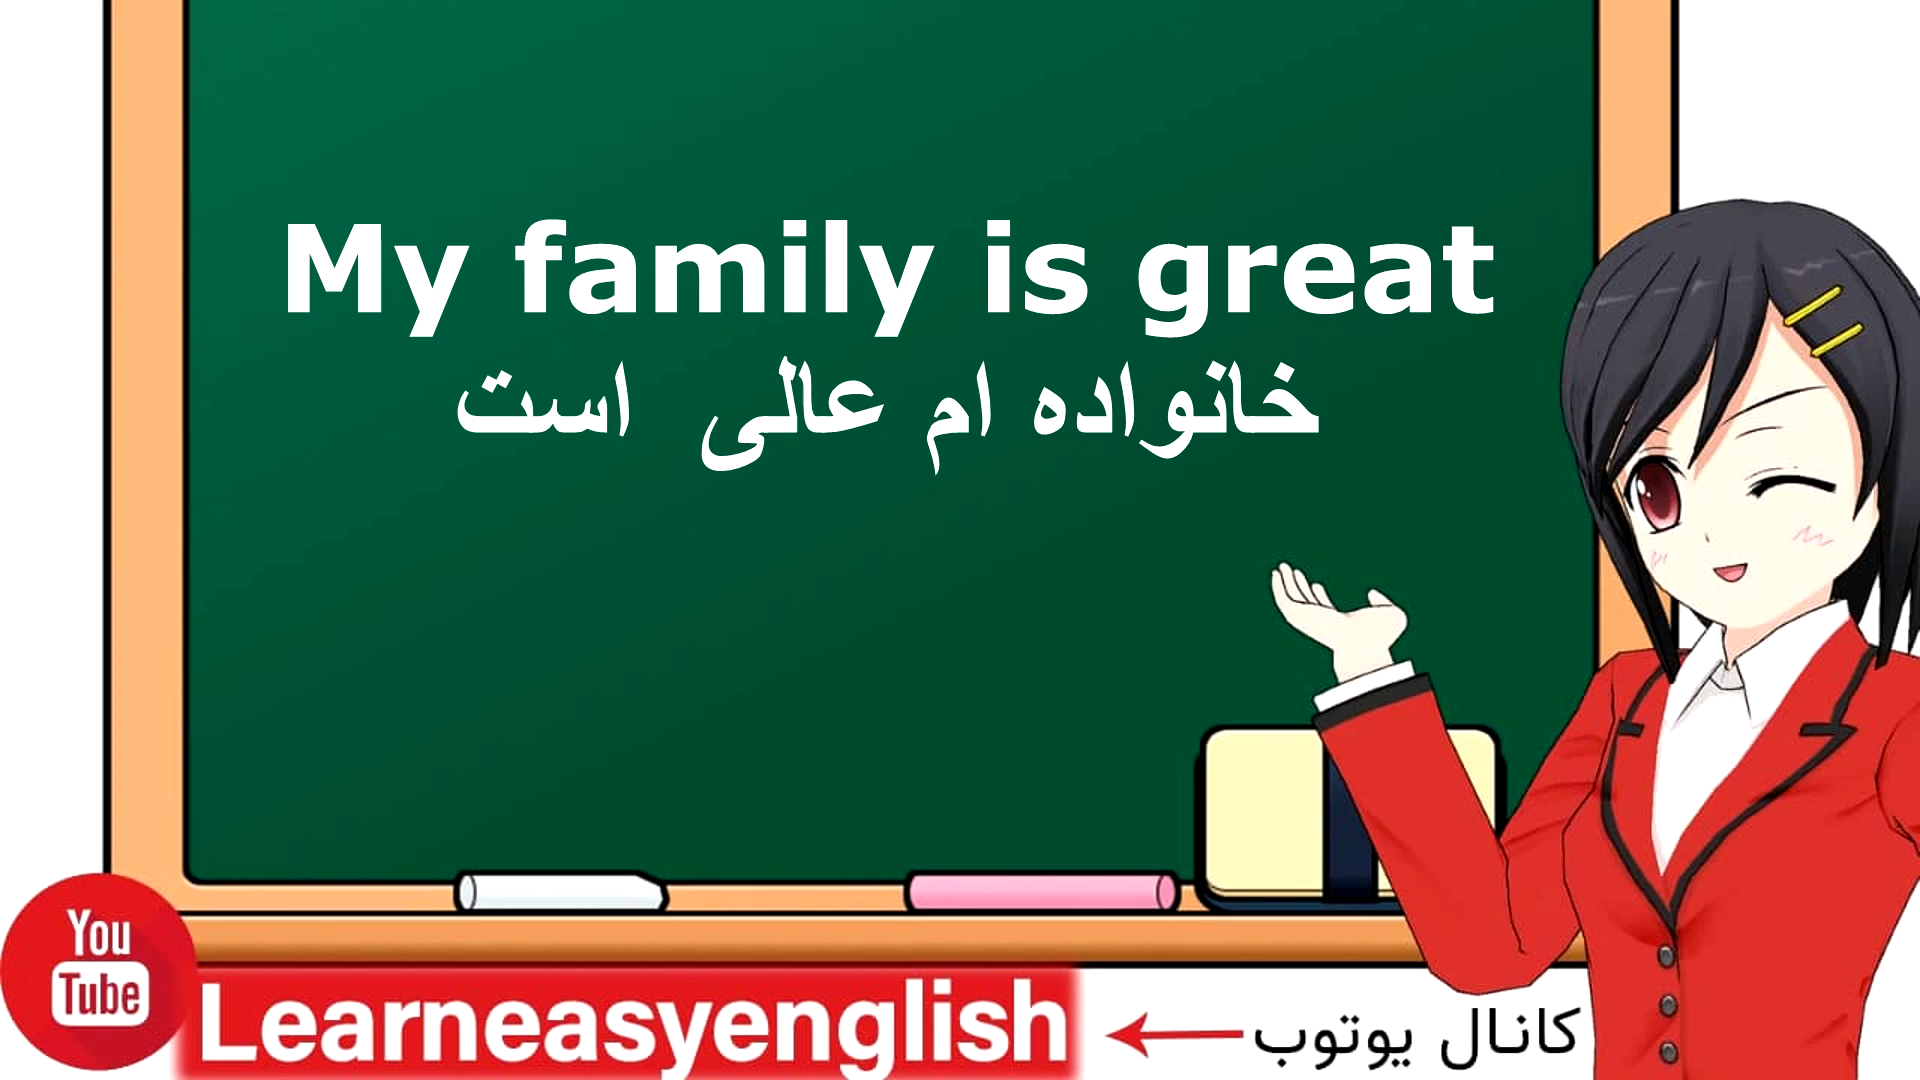 My family is great
خانواده ام عالی است
You
Tube
Learneasyenglish
کانال یوتوب